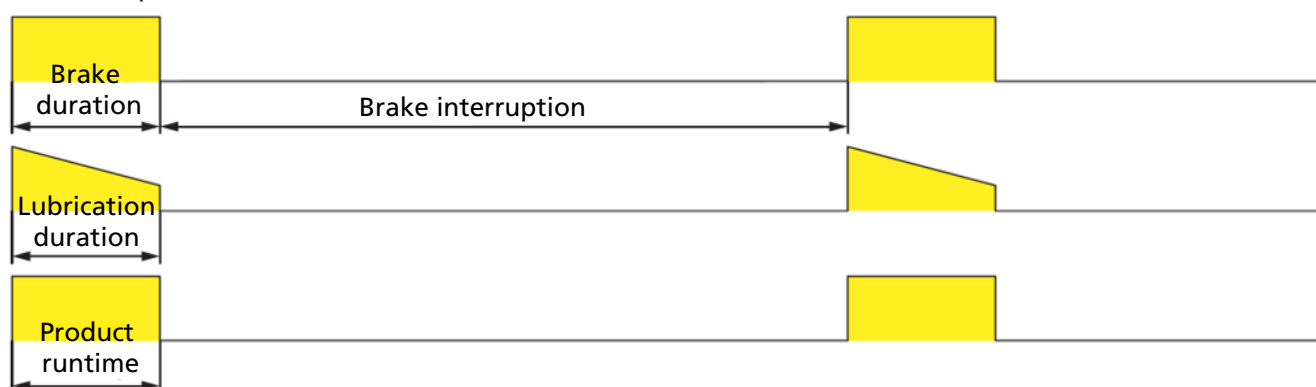 Brake
duration
Brake interruption
Lubrication
duration
Product
runtime